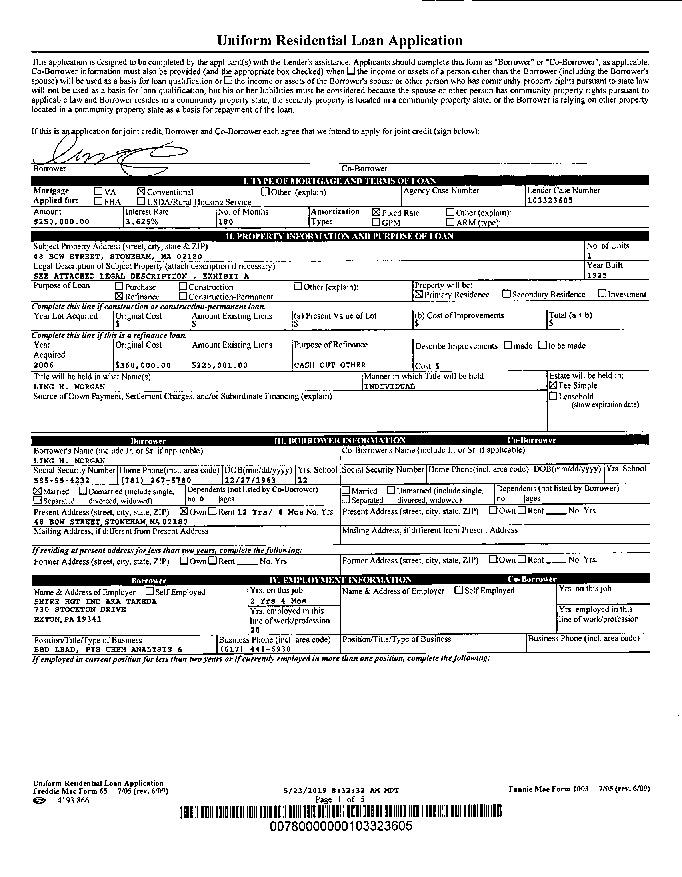 Uniform Residential Loan Application
This application is designed to be completed by the applicant(s) with the Lender's assistance. Applicants should complete this form as "Borrower" or "Co-Borrower", as applicable.
Co-Borrower information must also be provided (and the appropriate box checked) when ☐ the income or assets of a person other than the Borrower (including the Borrower's
spouse) will be used as a basis for loan qualification or ☐ the income or assets of the Borrower's spouse or other person who has community property rights pursuant to state law
will not be used as a basis for loan qualification, but his or her liabilities must be considered because the spouse or other person has community property rights pursuant to
applicable law and Borrower resides in a community property state, the security property is located in a community property state, or the Borrower is relying on other property
located in a community property state as a basis for repayment of the loan.
If this is an application for joint credit, Borrower and Co-Borrower each agree that we intend to apply for joint credit (sign below):
Borrower Co-Borrower
I. TYPE OF MORTGAGE AND TERMS OF LOAN
Mortgage ☐ VA ☒ Conventional ☐ Other (explain): Agency Case Number Lender Case Number
Applied for: ☐ FHA ☐ USDA/Rural Housing Service 103323605
Amount Interest Rate No. of Months Amortization ☒ Fixed Rate ☐ Other (explain):
$250,000.00 3.625% 180 Type: ☐ GPM ☐ ARM (type):
II. PROPERTY INFORMATION AND PURPOSE OF LOAN
Subject Property Address (street, city, state & ZIP) No. of Units
48 BOW STREET, STONEHAM, MA 02180 1
Legal Description of Subject Property (attach description if necessary) Year Built
SEE ATTACHED LEGAL DESCRIPTION , EXHIBIT A 1925
Purpose of Loan ☐ Purchase ☐ Construction ☐ Other (explain): Property will be:
☒ Refinance ☐ Construction-Permanent ☒ Primary Residence ☐ Secondary Residence ☐ Investment
Complete this line if construction or construction-permanent loan.
Year Lot Acquired Original Cost Amount Existing Liens (a) Present Value of Lot (b) Cost of Improvements Total (a + b)
$ $ $ $ $
Complete this line if this is a refinance loan.
Year Original Cost Amount Existing Liens Purpose of Refinance Describe Improvements ☐ made ☐ to be made
Acquired
2006 $360,000.00 $225,001.00 CASH OUT OTHER Cost $
Title will be held in what Name(s) Manner in which Title will be held Estate will be held in:
LING H. MORGAN INDIVIDUAL ☒ Fee Simple
Source of Down Payment, Settlement Charges, and/or Subordinate Financing (explain) ☐ Leasehold
(show expiration date)
Borrower III. BORROWER INFORMATION Co-Borrower
Borrower's Name (include Jr. or Sr. if applicable) Co-Borrower's Name (include Jr. or Sr. if applicable)
LING H. MORGAN
Social Security Number Home Phone (incl. area code) DOB (mm/dd/yyyy) Yrs. School Social Security Number Home Phone (incl. area code) DOB (mm/dd/yyyy) Yrs. School
(781) 267-5780 12/27/1963 22
☒ Married ☐ Unmarried (include single, Dependents (not listed by Co-Borrower) ☐ Married ☐ Unmarried (include single, Dependents (not listed by Borrower)
☐ Separated divorced, widowed) no. 0 ages ☐ Separated divorced, widowed) no. ages
Present Address (street, city, state, ZIP) ☒ Own ☐ Rent 12 Yrs/ 4 Mos No. Yrs. Present Address (street, city, state, ZIP) ☐ Own ☐ Rent ____ No. Yrs.
48 BOW STREET, STONEHAM, MA 02180
Mailing Address, if different from Present Address Mailing Address, if different from Present Address
If residing at present address for less than two years, complete the following:
Former Address (street, city, state, ZIP) ☐ Own ☐ Rent ____ No. Yrs. Former Address (street, city, state, ZIP) ☐ Own ☐ Rent ____ No. Yrs.
Borrower IV. EMPLOYMENT INFORMATION Co-Borrower
Name & Address of Employer ☐ Self Employed Yrs. on this job Name & Address of Employer ☐ Self Employed Yrs. on this job
SHIRE HGT INC AKA TAKEDA 2 Yrs 4 Mos
730 STOCKTON DRIVE Yrs. employed in this Yrs. employed in this
EXTON, PA 19341 line of work/profession line of work/profession
20
Position/Title/Type of Business Business Phone (incl. area code) Position/Title/Type of Business Business Phone (incl. area code)
LEAD, CHEM ANALYSIS (617) 441-6930
If employed in current position for less than two years or if currently employed in more than one position, complete the following:
Uniform Residential Loan Application
Freddie Mac Form 65 7/05 (rev. 6/09) 5/23/2019 8:32:32 AM MDT Fannie Mae Form 1003 7/05 (rev. 6/09)
4193.866 Page 1 of 5
00780000000103323605